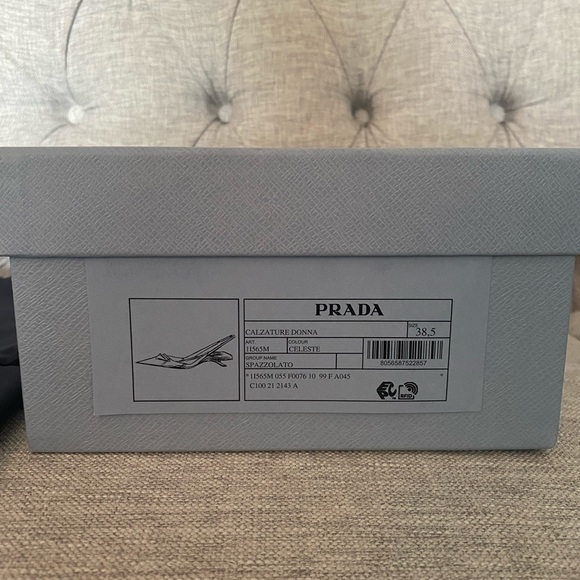 PRADA
CALZATURE DONNA
SIZE
38,5
ART.
1I565M
COLOUR
CELESTE
GROUP NAME
SPAZZOLATO
8056587522857
*1I565M 055 F0076 10 99 F A045 *
C100 21 2143 A
RFID